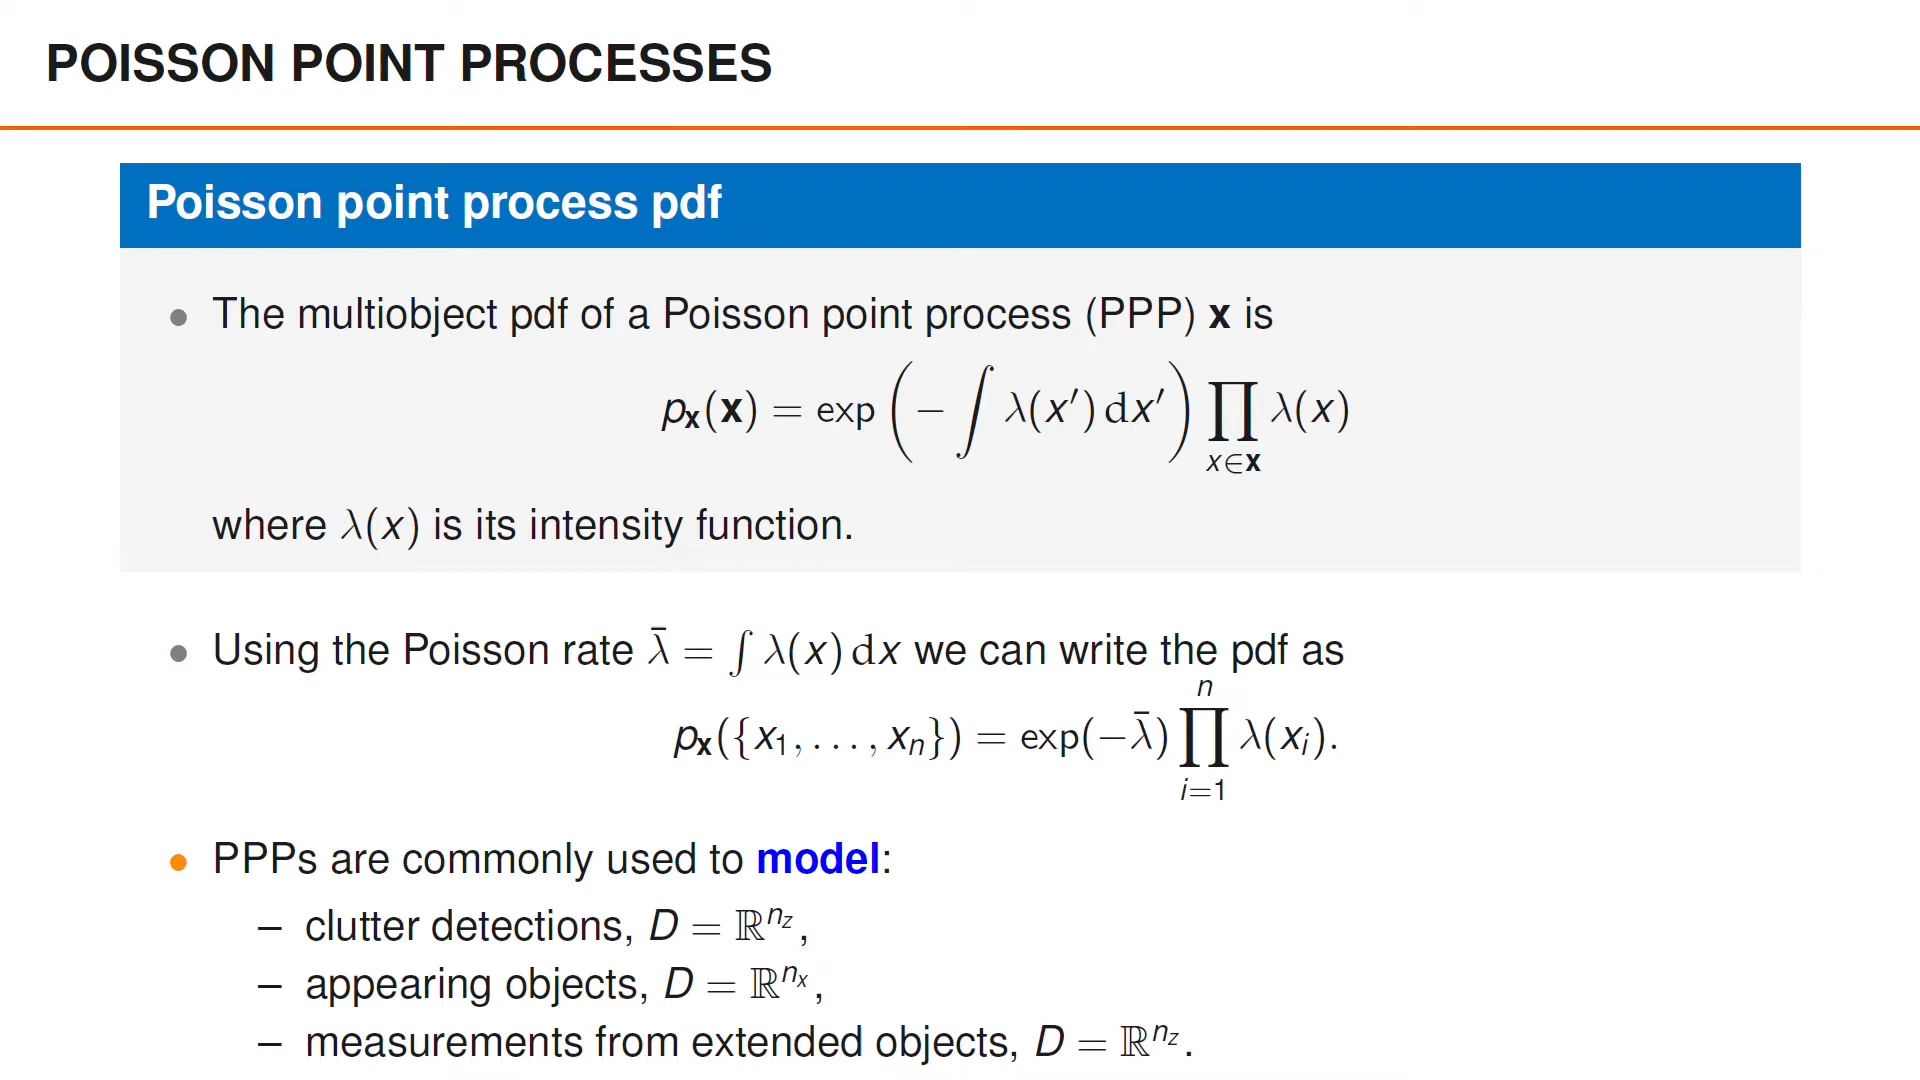 POISSON POINT PROCESSES
Poisson point process pdf
• The multiobject pdf of a Poisson point process (PPP) 𝐱 is
p_𝐱(𝐱) = exp (− ∫ λ(x′) dx′) ∏_{x∈𝐱} λ(x)
where λ(x) is its intensity function.
• Using the Poisson rate λ̄ = ∫ λ(x) dx we can write the pdf as
p_𝐱({x₁, . . . , xₙ}) = exp(−λ̄) ∏_{i=1}^{n} λ(x_i).
• PPPs are commonly used to model:
– clutter detections, D = ℝ^{n_z},
– appearing objects, D = ℝ^{n_x},
– measurements from extended objects, D = ℝ^{n_z}.